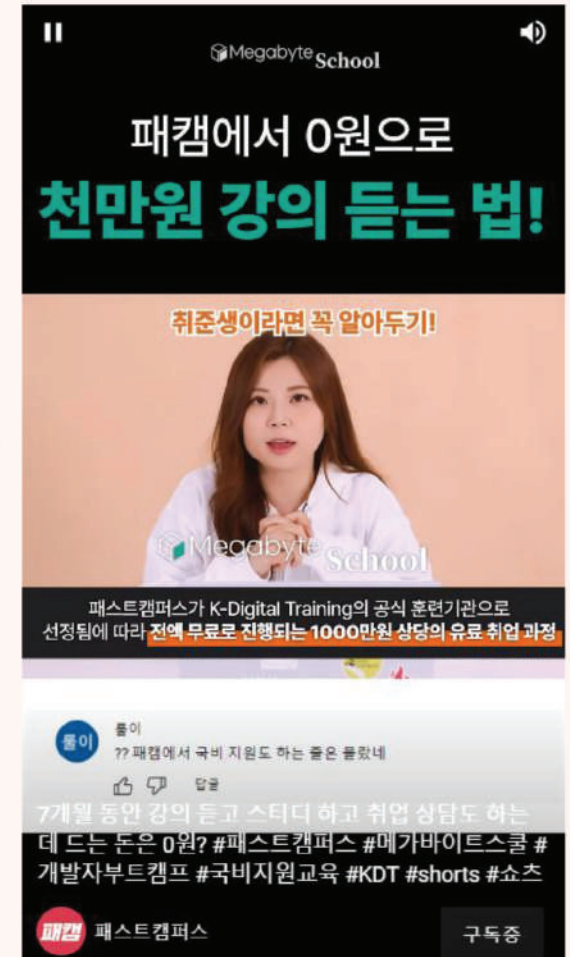 Megabyte School
패캠에서 0원으로
천만원 강의 듣는 법!
취준생이라면 꼭 알아두기!
Megabyte School
패스트캠퍼스가 K-Digital Training의 공식 훈련기관으로
선정됨에 따라 전액 무료로 진행되는 1000만원 상당의 유료 취업 과정
룰이
룰이
?? 패캠에서 국비 지원도 하는 줄은 몰랐네
답글
7개월 동안 강의 듣고 스터디 하고 취업 상담도 하는
데 드는 돈은 0원? #패스트캠퍼스 #메가바이트스쿨 #
개발자부트캠프 #국비지원교육 #KDT #shorts #쇼츠
패캠
패스트캠퍼스
구독중